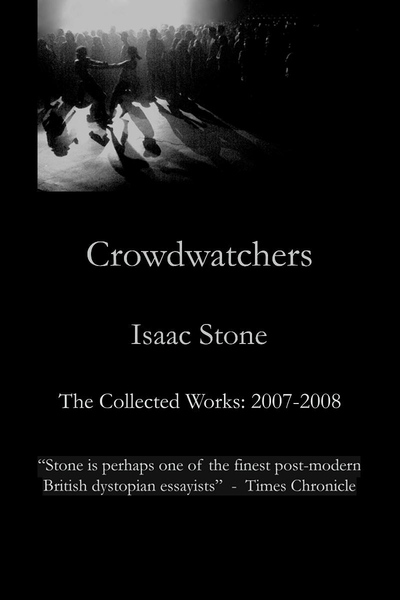 Crowdwatchers
Isaac Stone
The Collected Works: 2007-2008
“Stone is perhaps one of the finest post-modern
British dystopian essayists” - Times Chronicle